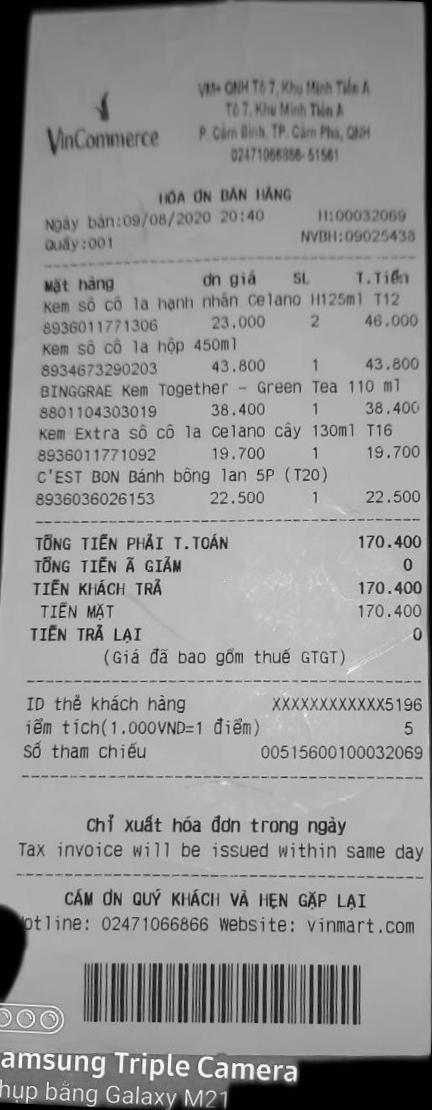 VinCommerce
VM+ QNH Tổ 7, Khu Minh Tiến A
Tổ 7, Khu Minh Tiến A
P. Cẩm Bình, TP. Cẩm Phả, QNH
02471066866-51561
HÓA ƠN BÁN HÀNG
Ngày bán:09/08/2020 20:40 H:00032069
Quầy:001 NVBH:09025438
Mặt hàng ơn giá SL T.Tiền
Kem sô cô la hạnh nhân Celano H125ml T12
8936011771306 23.000 2 46.000
Kem sô cô la hộp 450ml
8934673290203 43.800 1 43.800
BINGGRAE Kem Together - Green Tea 110 ml
8801104303019 38.400 1 38.400
Kem Extra sô cô la Celano cây 130ml T16
8936011771092 19.700 1 19.700
C'EST BON Bánh bông lan 5P (T20)
8936036026153 22.500 1 22.500
TỔNG TIỀN PHẢI T.TOÁN 170.400
TỔNG TIỀN Ã GIẢM 0
TIỀN KHÁCH TRẢ 170.400
TIỀN MẶT 170.400
TIỀN TRẢ LẠI 0
(Giá đã bao gồm thuế GTGT)
ID thẻ khách hàng XXXXXXXXXXXX5196
iểm tích(1.000VND=1 điểm) 5
Số tham chiếu 00515600100032069
Chỉ xuất hóa đơn trong ngày
Tax invoice will be issued within same day
CÁM ƠN QUÝ KHÁCH VÀ HẸN GẶP LẠI
otline: 02471066866 Website: vinmart.com
amsung Triple Camera
hụp bằng Galaxy M21